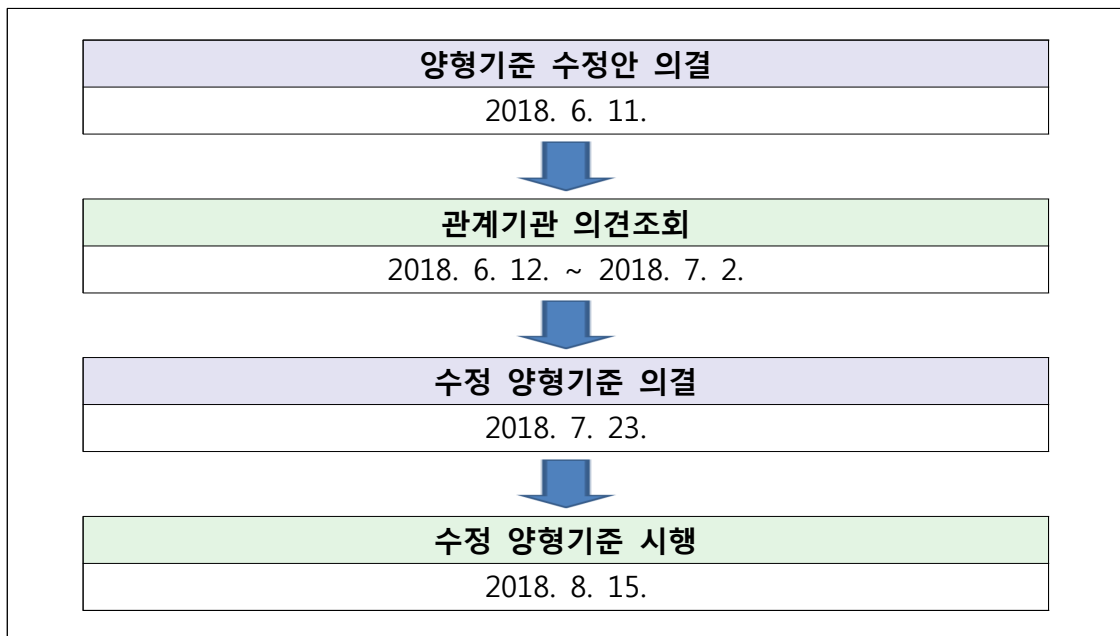 양형기준 수정안 의결
2018. 6. 11.
관계기관 의견조회
2018. 6. 12. ~ 2018. 7. 2.
수정 양형기준 의결
2018. 7. 23.
수정 양형기준 시행
2018. 8. 15.